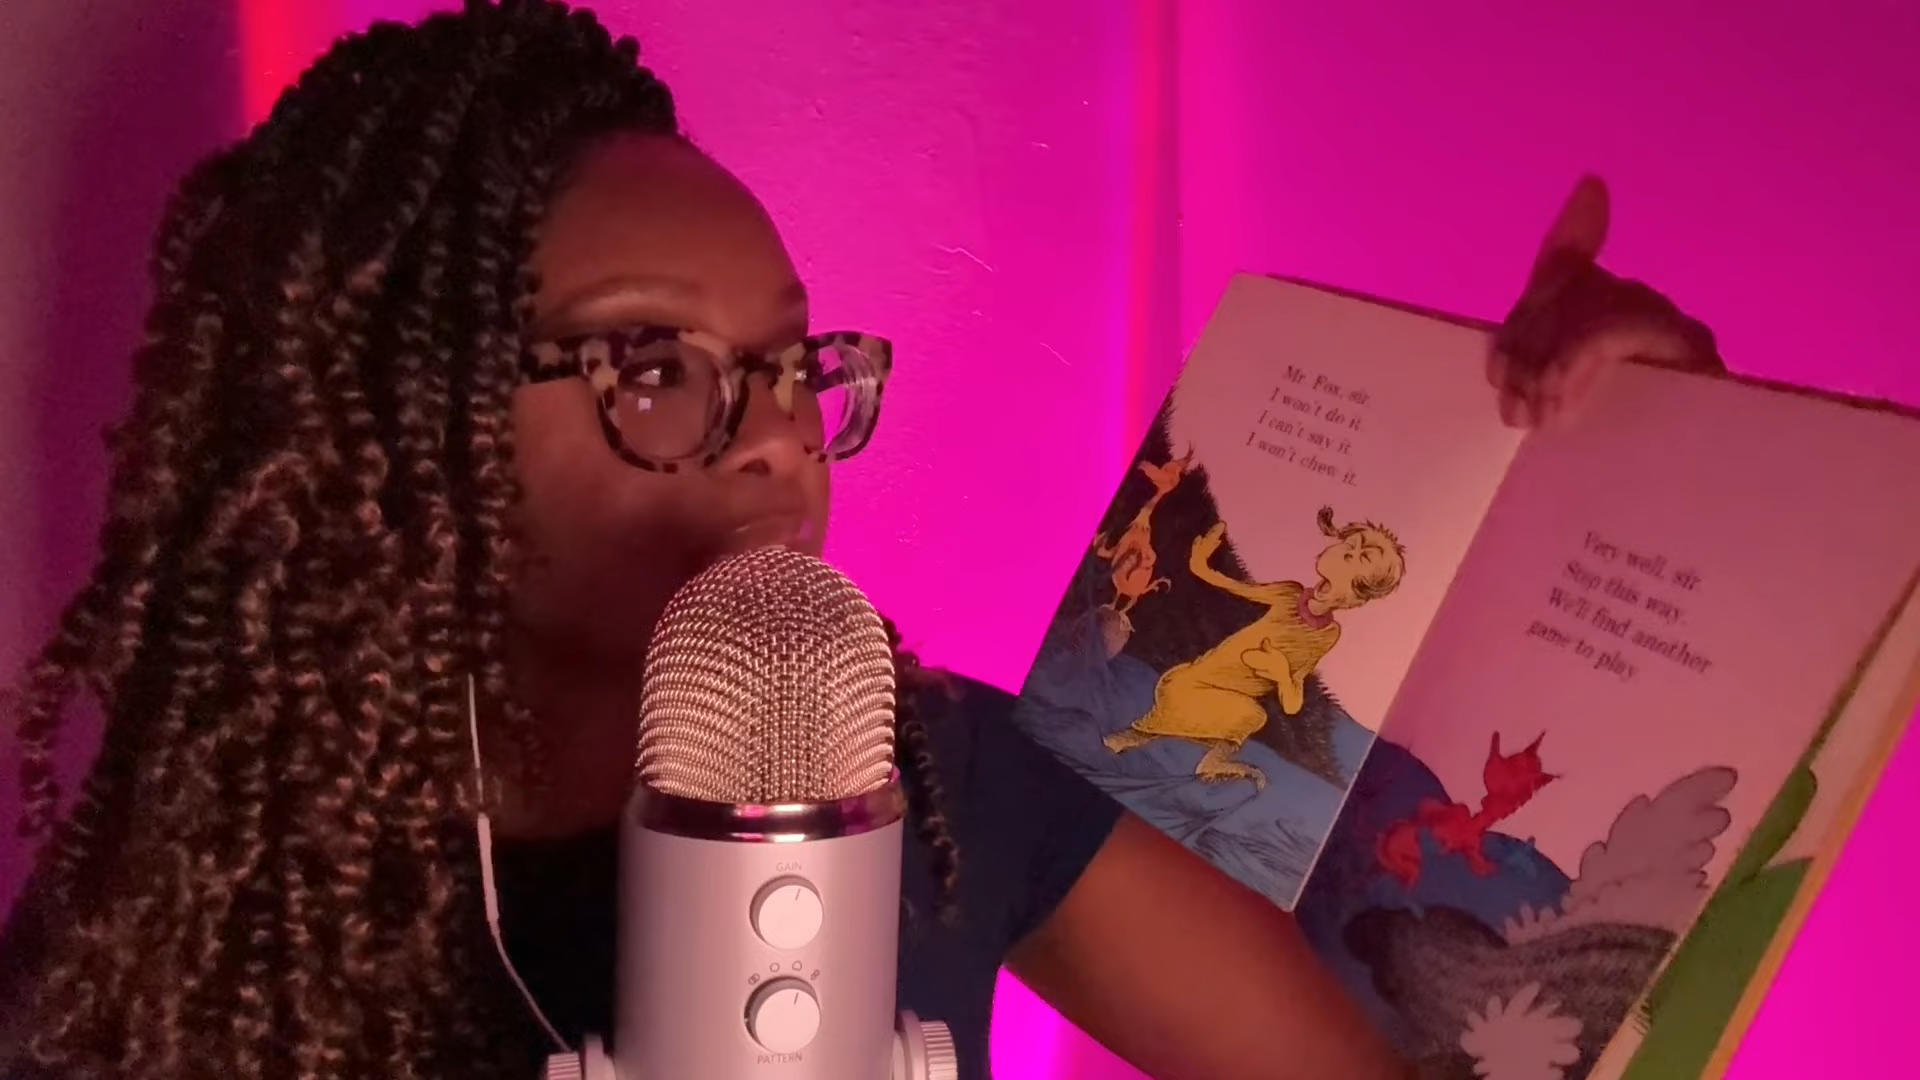 Mr. Fox, sir,
I won't do it.
I can't say it.
I won't chew it.
Very well, sir.
Step this way.
We'll find another
game to play.
GAIN
PATTERN